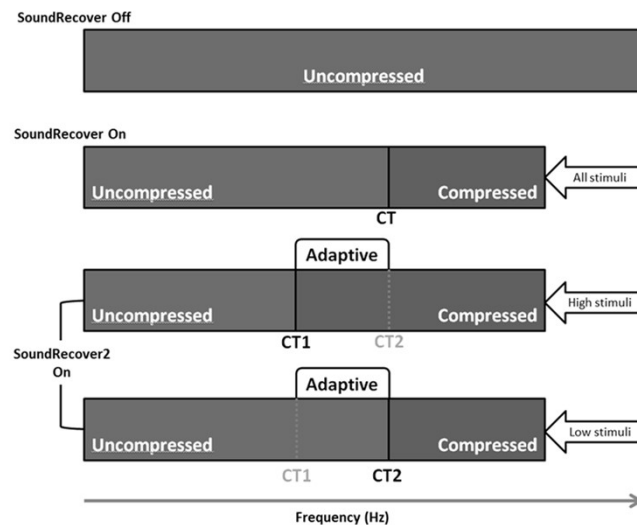 SoundRecover Off
Uncompressed
SoundRecover On
Uncompressed
Compressed
All stimuli
CT
Adaptive
Uncompressed
Compressed
High stimuli
CT1
CT2
SoundRecover2
On
Adaptive
Uncompressed
Compressed
Low stimuli
CT1
CT2
Frequency (Hz)